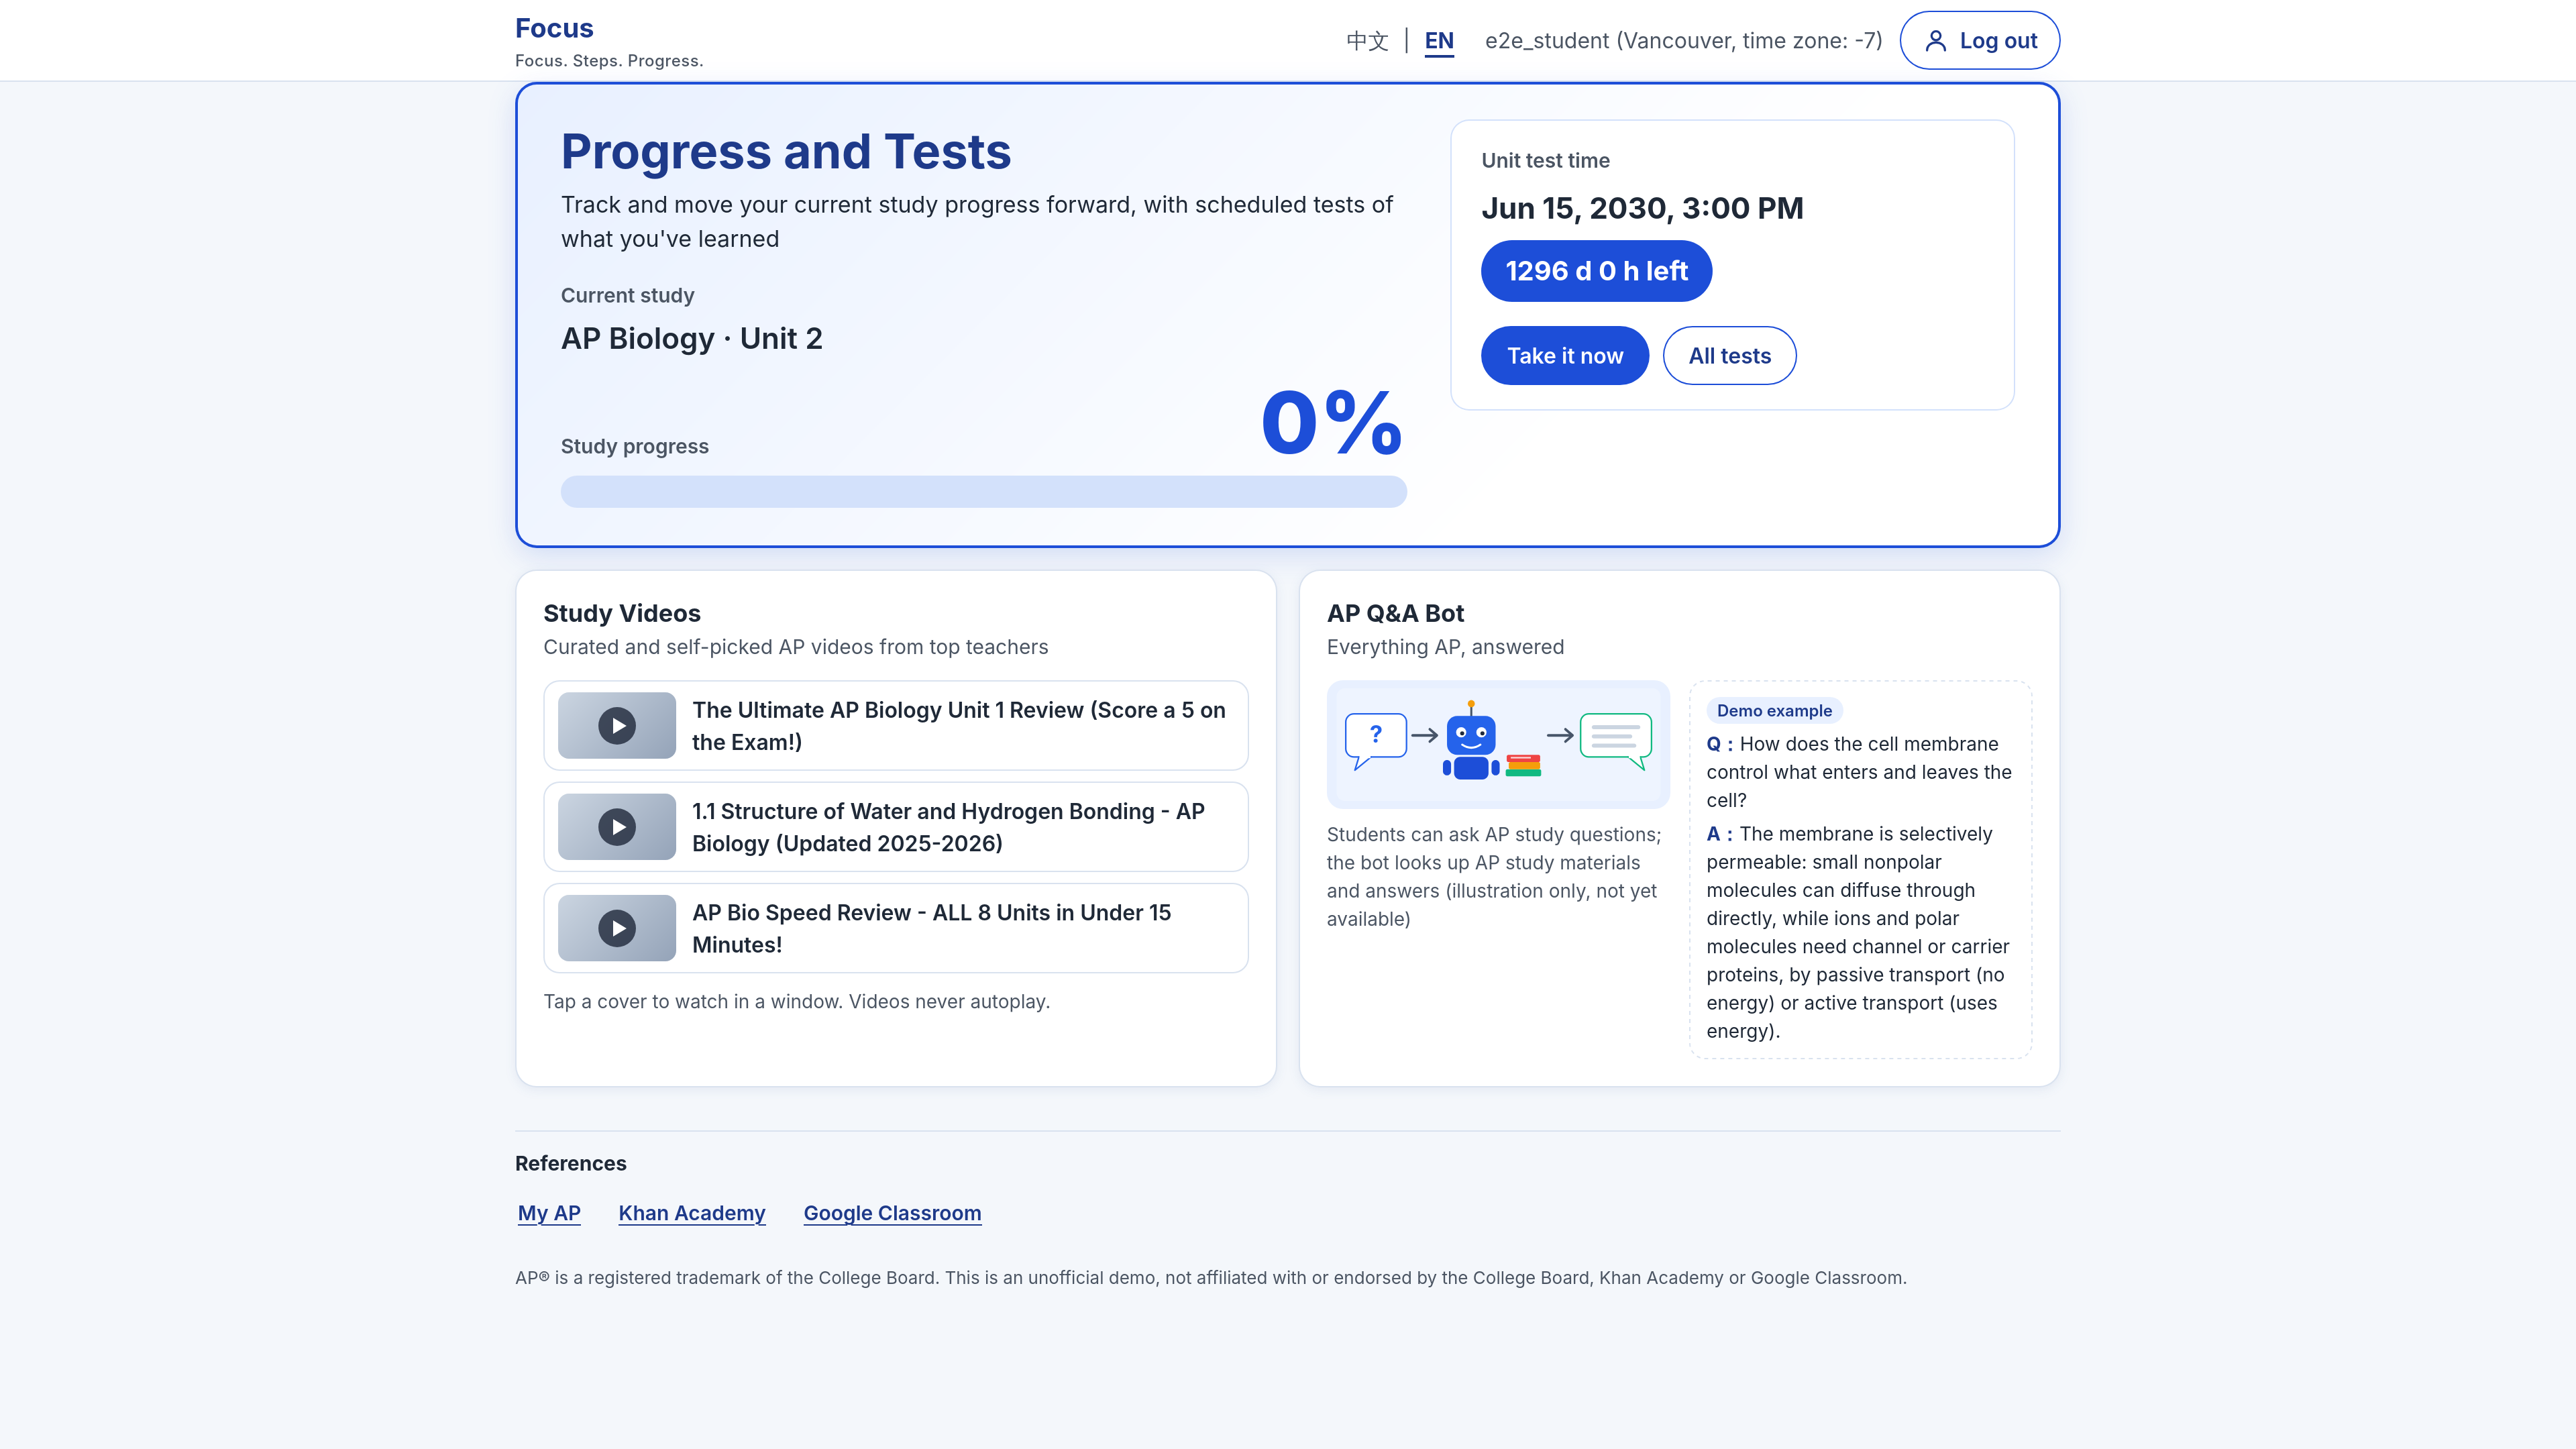 Focus
Focus. Steps. Progress.
中文 | EN
e2e_student (Vancouver, time zone: -7)
Log out
Progress and Tests
Track and move your current study progress forward, with scheduled tests of
what you've learned
Current study
AP Biology · Unit 2
Study progress
0%
Unit test time
Jun 15, 2030, 3:00 PM
1296 d 0 h left
Take it now
All tests
Study Videos
Curated and self-picked AP videos from top teachers
The Ultimate AP Biology Unit 1 Review (Score a 5 on
the Exam!)
1.1 Structure of Water and Hydrogen Bonding - AP
Biology (Updated 2025-2026)
AP Bio Speed Review - ALL 8 Units in Under 15
Minutes!
Tap a cover to watch in a window. Videos never autoplay.
AP Q&A Bot
Everything AP, answered
?
Students can ask AP study questions;
the bot looks up AP study materials
and answers (illustration only, not yet
available)
Demo example
Q：How does the cell membrane
control what enters and leaves the
cell?
A：The membrane is selectively
permeable: small nonpolar
molecules can diffuse through
directly, while ions and polar
molecules need channel or carrier
proteins, by passive transport (no
energy) or active transport (uses
energy).
References
My AP
Khan Academy
Google Classroom
AP® is a registered trademark of the College Board. This is an unofficial demo, not affiliated with or endorsed by the College Board, Khan Academy or Google Classroom.